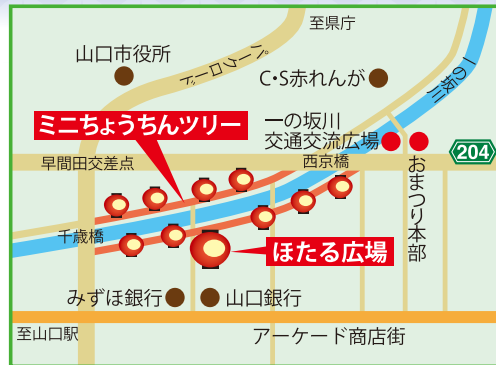 至県庁
山口市役所
パークロード
C・S赤れんが
一の坂川
ミニちょうちんツリー
一の坂川
交通交流広場
早間田交差点
西京橋
204
おまつり本部
千歳橋
ほたる広場
みずほ銀行
山口銀行
至山口駅
アーケード商店街